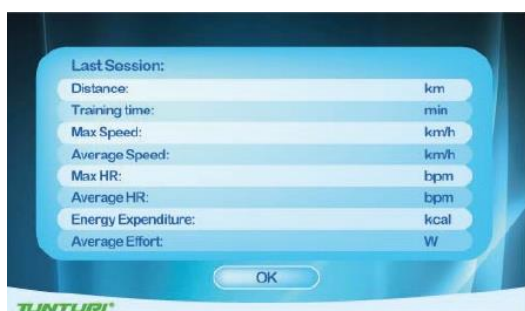 Last Session:
Distance: km
Training time: min
Max Speed: km/h
Average Speed: km/h
Max HR: bpm
Average HR: bpm
Energy Expenditure: kcal
Average Effort: W
OK
TUNTURI®